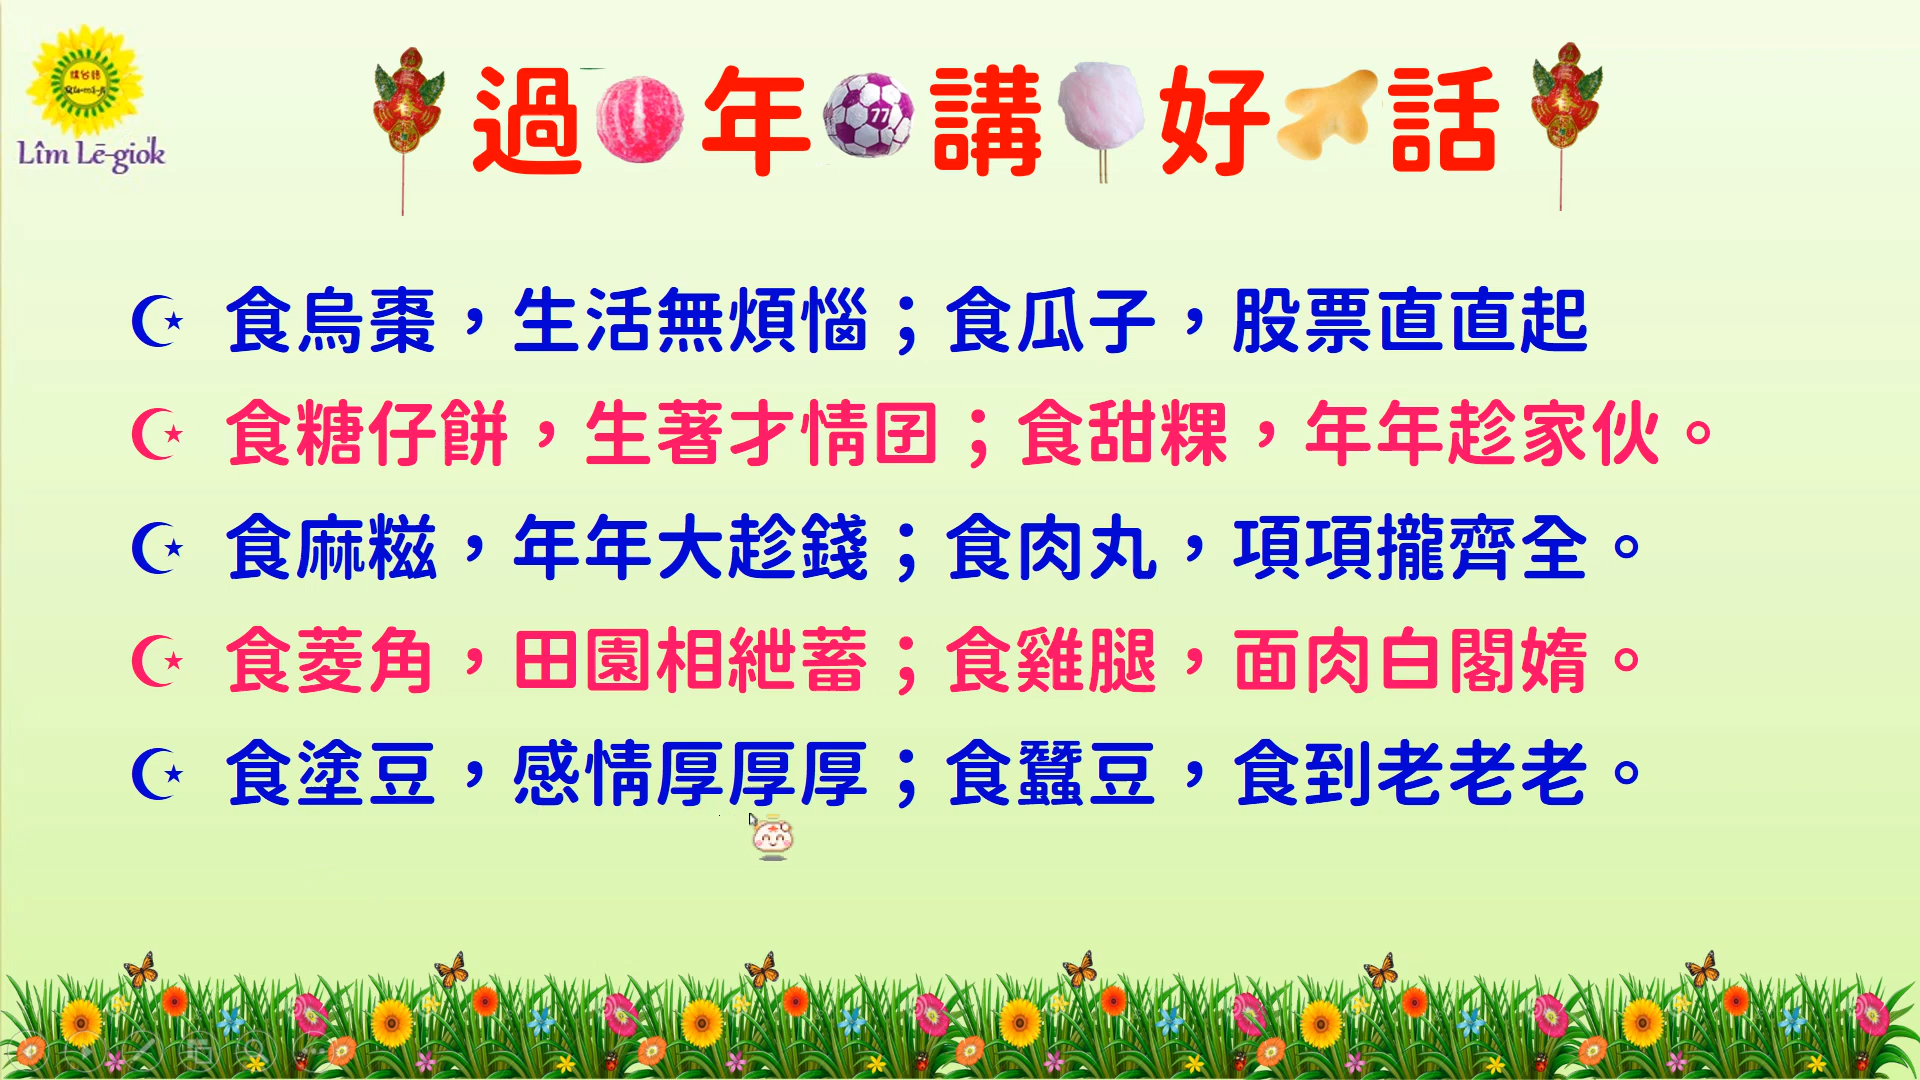 過年講好話
Lîm Lē-gio̍k
77
食烏棗，生活無煩惱；食瓜子，股票直直起
食糖仔餅，生著才情囝；食甜粿，年年趁家伙。
食麻糍，年年大趁錢；食肉丸，項項攏齊全。
食菱角，田園相紲蓄；食雞腿，面肉白閣媠。
食塗豆，感情厚厚厚；食蠶豆，食到老老老。